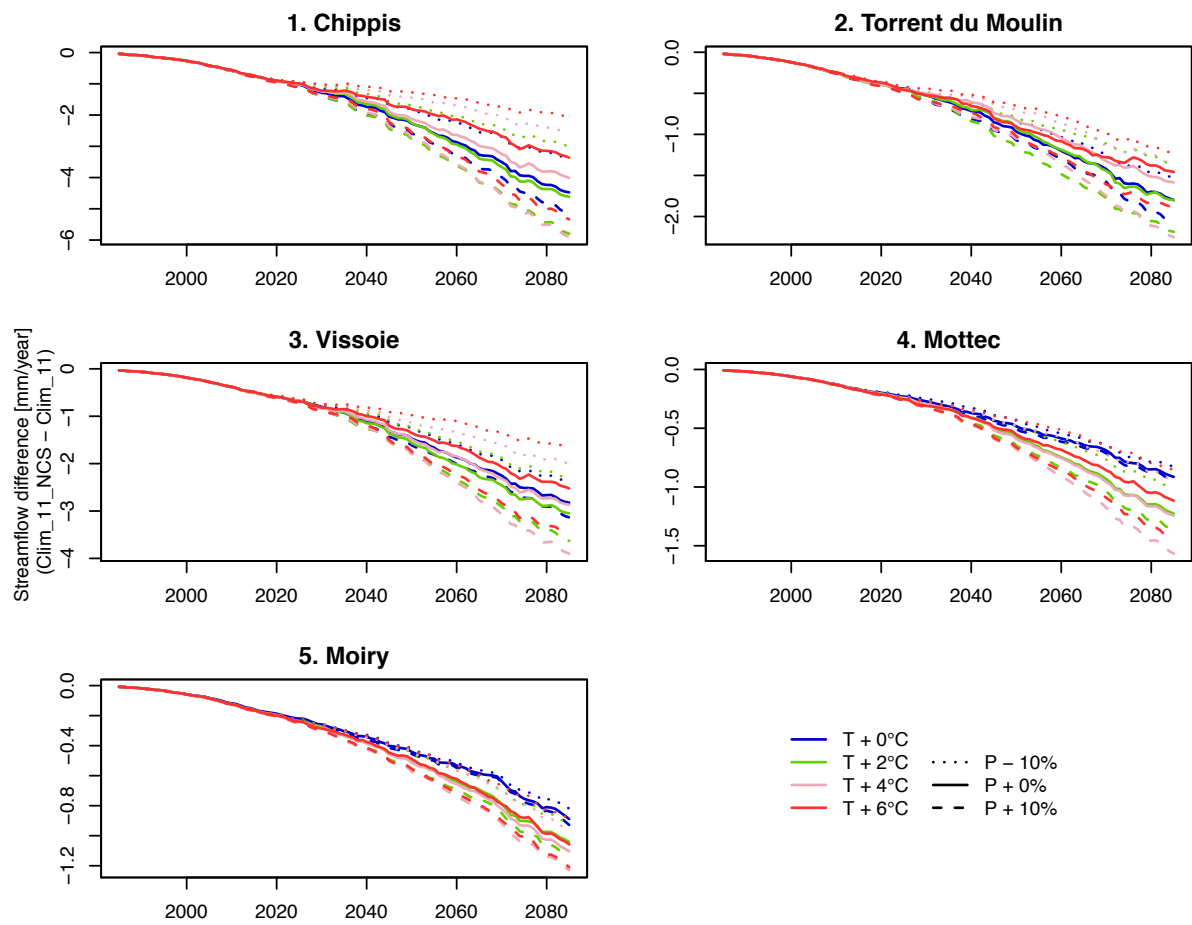 1. Chippis
0
−2
−4
−6
2000 2020 2040 2060 2080
2. Torrent du Moulin
0.0
−1.0
−2.0
2000 2020 2040 2060 2080
Streamflow difference [mm/year]
(Clim_11_NCS − Clim_11)
3. Vissoie
0
−1
−2
−3
−4
2000 2020 2040 2060 2080
4. Mottec
0.0
−0.5
−1.0
−1.5
2000 2020 2040 2060 2080
5. Moiry
0.0
−0.4
−0.8
−1.2
2000 2020 2040 2060 2080
T + 0°C
T + 2°C
T + 4°C
T + 6°C
P − 10%
P + 0%
P + 10%